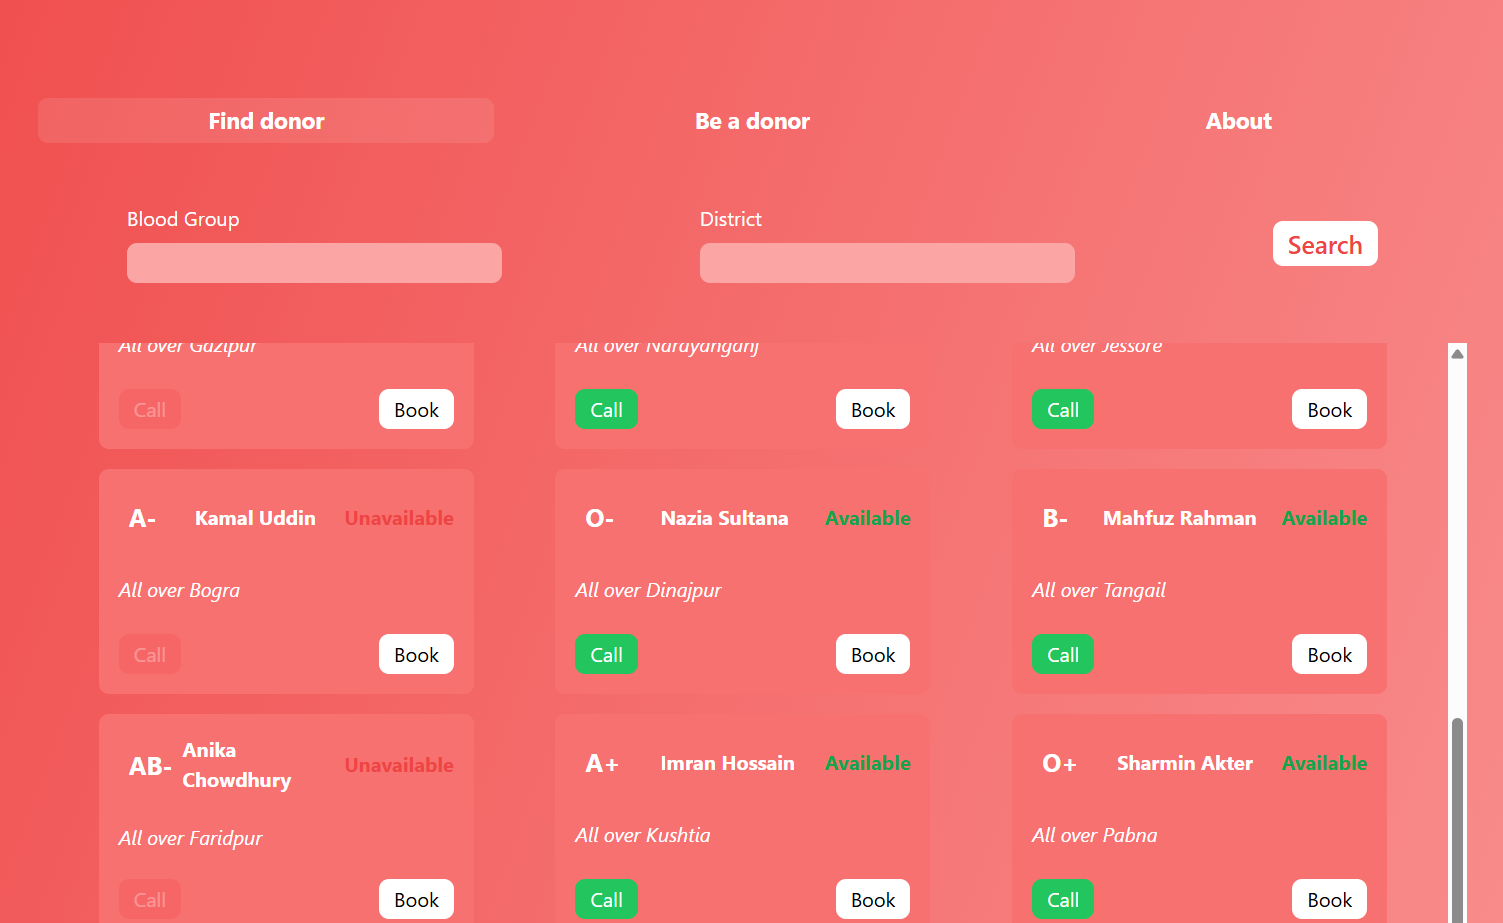 Find donor Be a donor About
Blood Group District
Search
All over Gazipur All over Narayanganj All over Jessore
Call Book Call Book Call Book
A- Kamal Uddin Unavailable O- Nazia Sultana Available B- Mahfuz Rahman Available
All over Bogra All over Dinajpur All over Tangail
Call Book Call Book Call Book
AB- Anika Chowdhury Unavailable A+ Imran Hossain Available O+ Sharmin Akter Available
All over Faridpur All over Kushtia All over Pabna
Call Book Call Book Call Book